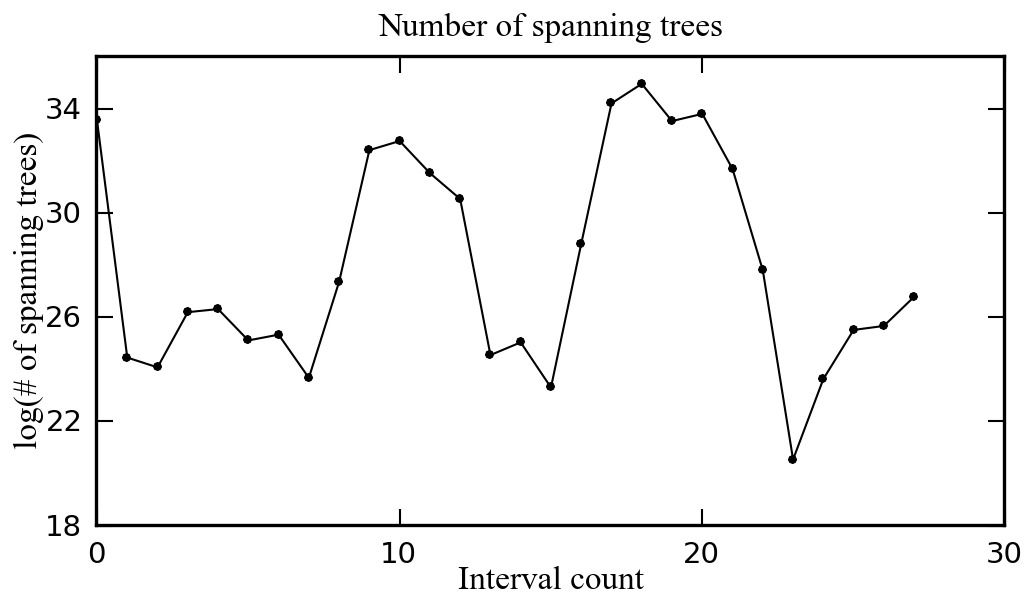 Number of spanning trees
log(# of spanning trees)
34
30
26
22
18
0 10 20 30
Interval count